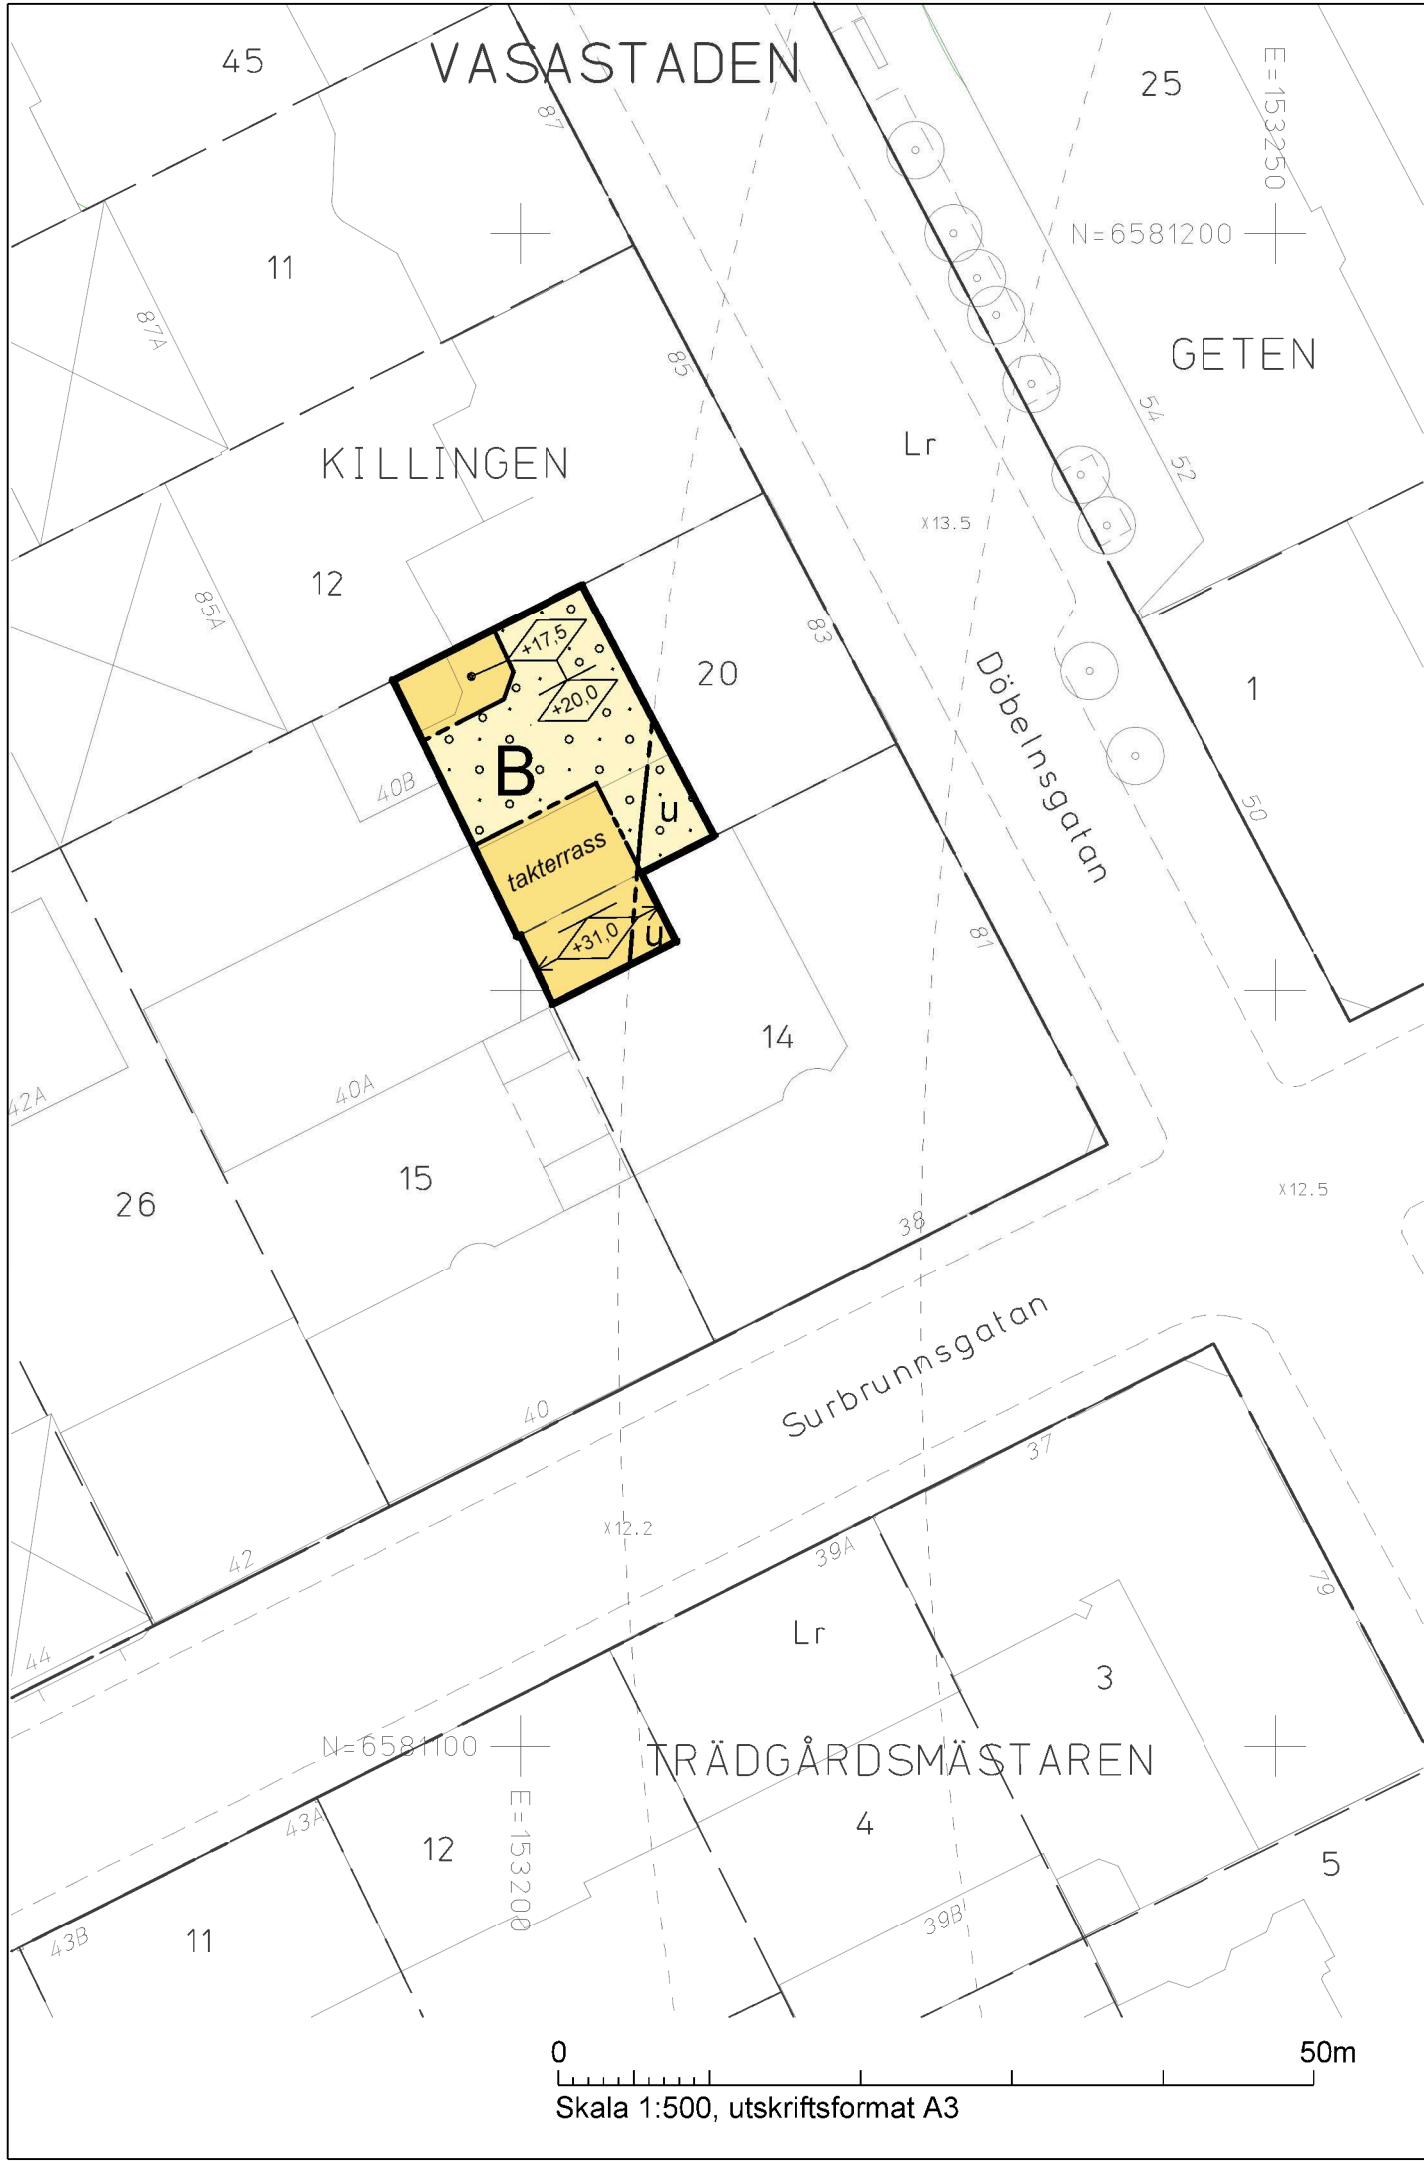 VASASTADEN
45
87
25
E=153250
11
N=6581200
87A
GETEN
85
54
Lr
KILLINGEN
52
X13.5
12
85A
83
+17,5
20
+20,0
1
Döbelnsgatan
B
40B
u
50
takterrass
81
+31,0
u
14
40A
42A
15
26
X12.5
38
Surbrunnsgatan
40
37
X12.2
39A
42
79
Lr
44
3
N=6581100
TRÄDGÅRDSMÄSTAREN
E=153200
43A
4
12
5
39B
43B
11
0
50m
Skala 1:500, utskriftsformat A3